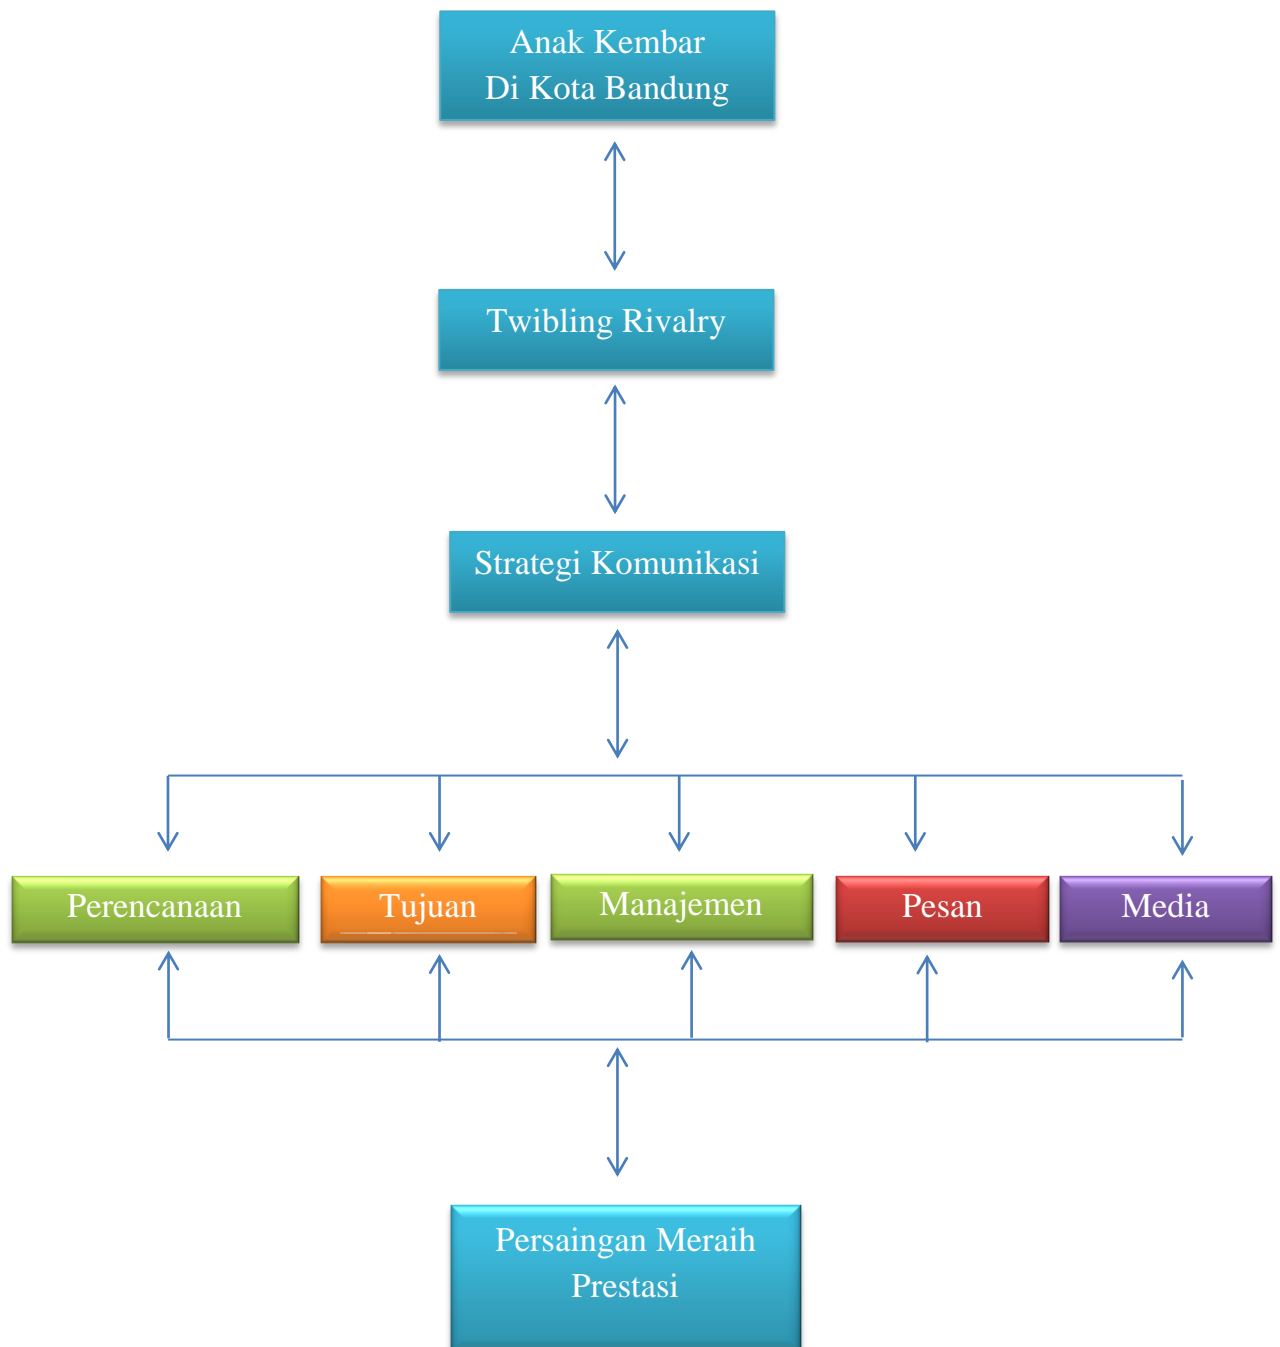 Anak Kembar
Di Kota Bandung
Twibling Rivalry
Strategi Komunikasi
Perencanaan
Tujuan
Manajemen
Pesan
Media
Persaingan Meraih
Prestasi